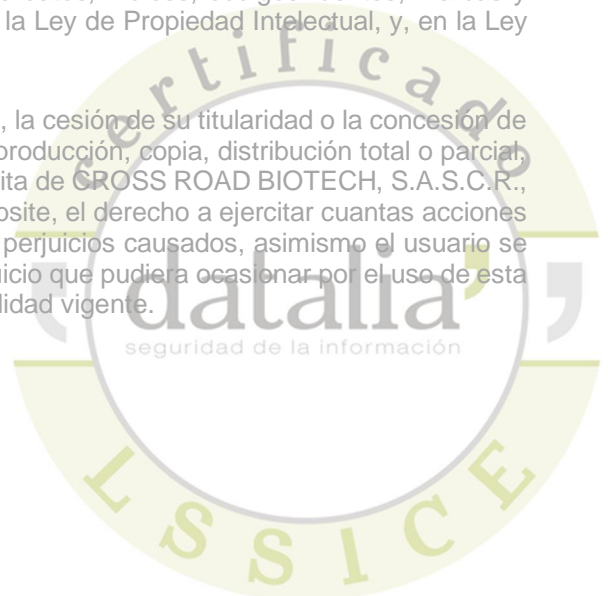 la Ley de Propiedad Intelectual, y, en la Ley
, la cesión de su titularidad o la concesión de
producción, copia, distribución total o parcial,
ita de CROSS ROAD BIOTECH, S.A.S.C.R.,
osite, el derecho a ejercitar cuantas acciones
perjuicios causados, asimismo el usuario se
uicio que pudiera ocasionar por el uso de esta
lidad vigente.
certificado
datalia
seguridad de la información
LSSICE